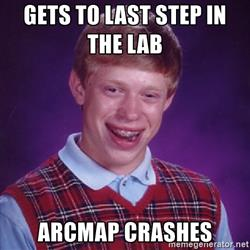 GETS TO LAST STEP IN
THE LAB
ARCMAP CRASHES
memegenerator.net